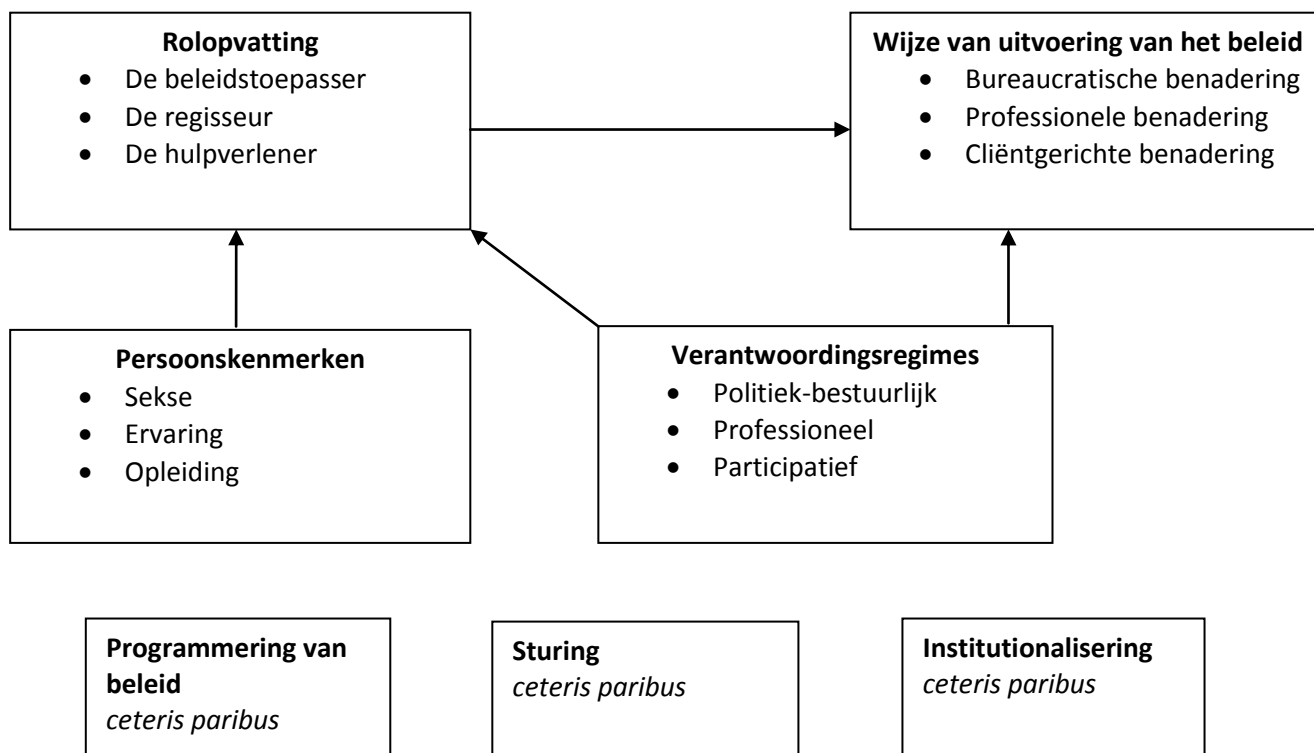 Rolopvatting
• De beleidstoepasser
• De regisseur
• De hulpverlener
Wijze van uitvoering van het beleid
• Bureaucratische benadering
• Professionele benadering
• Cliëntgerichte benadering
Persoonskenmerken
• Sekse
• Ervaring
• Opleiding
Verantwoordingsregimes
• Politiek-bestuurlijk
• Professioneel
• Participatief
Programmering van
beleid
ceteris paribus
Sturing
ceteris paribus
Institutionalisering
ceteris paribus